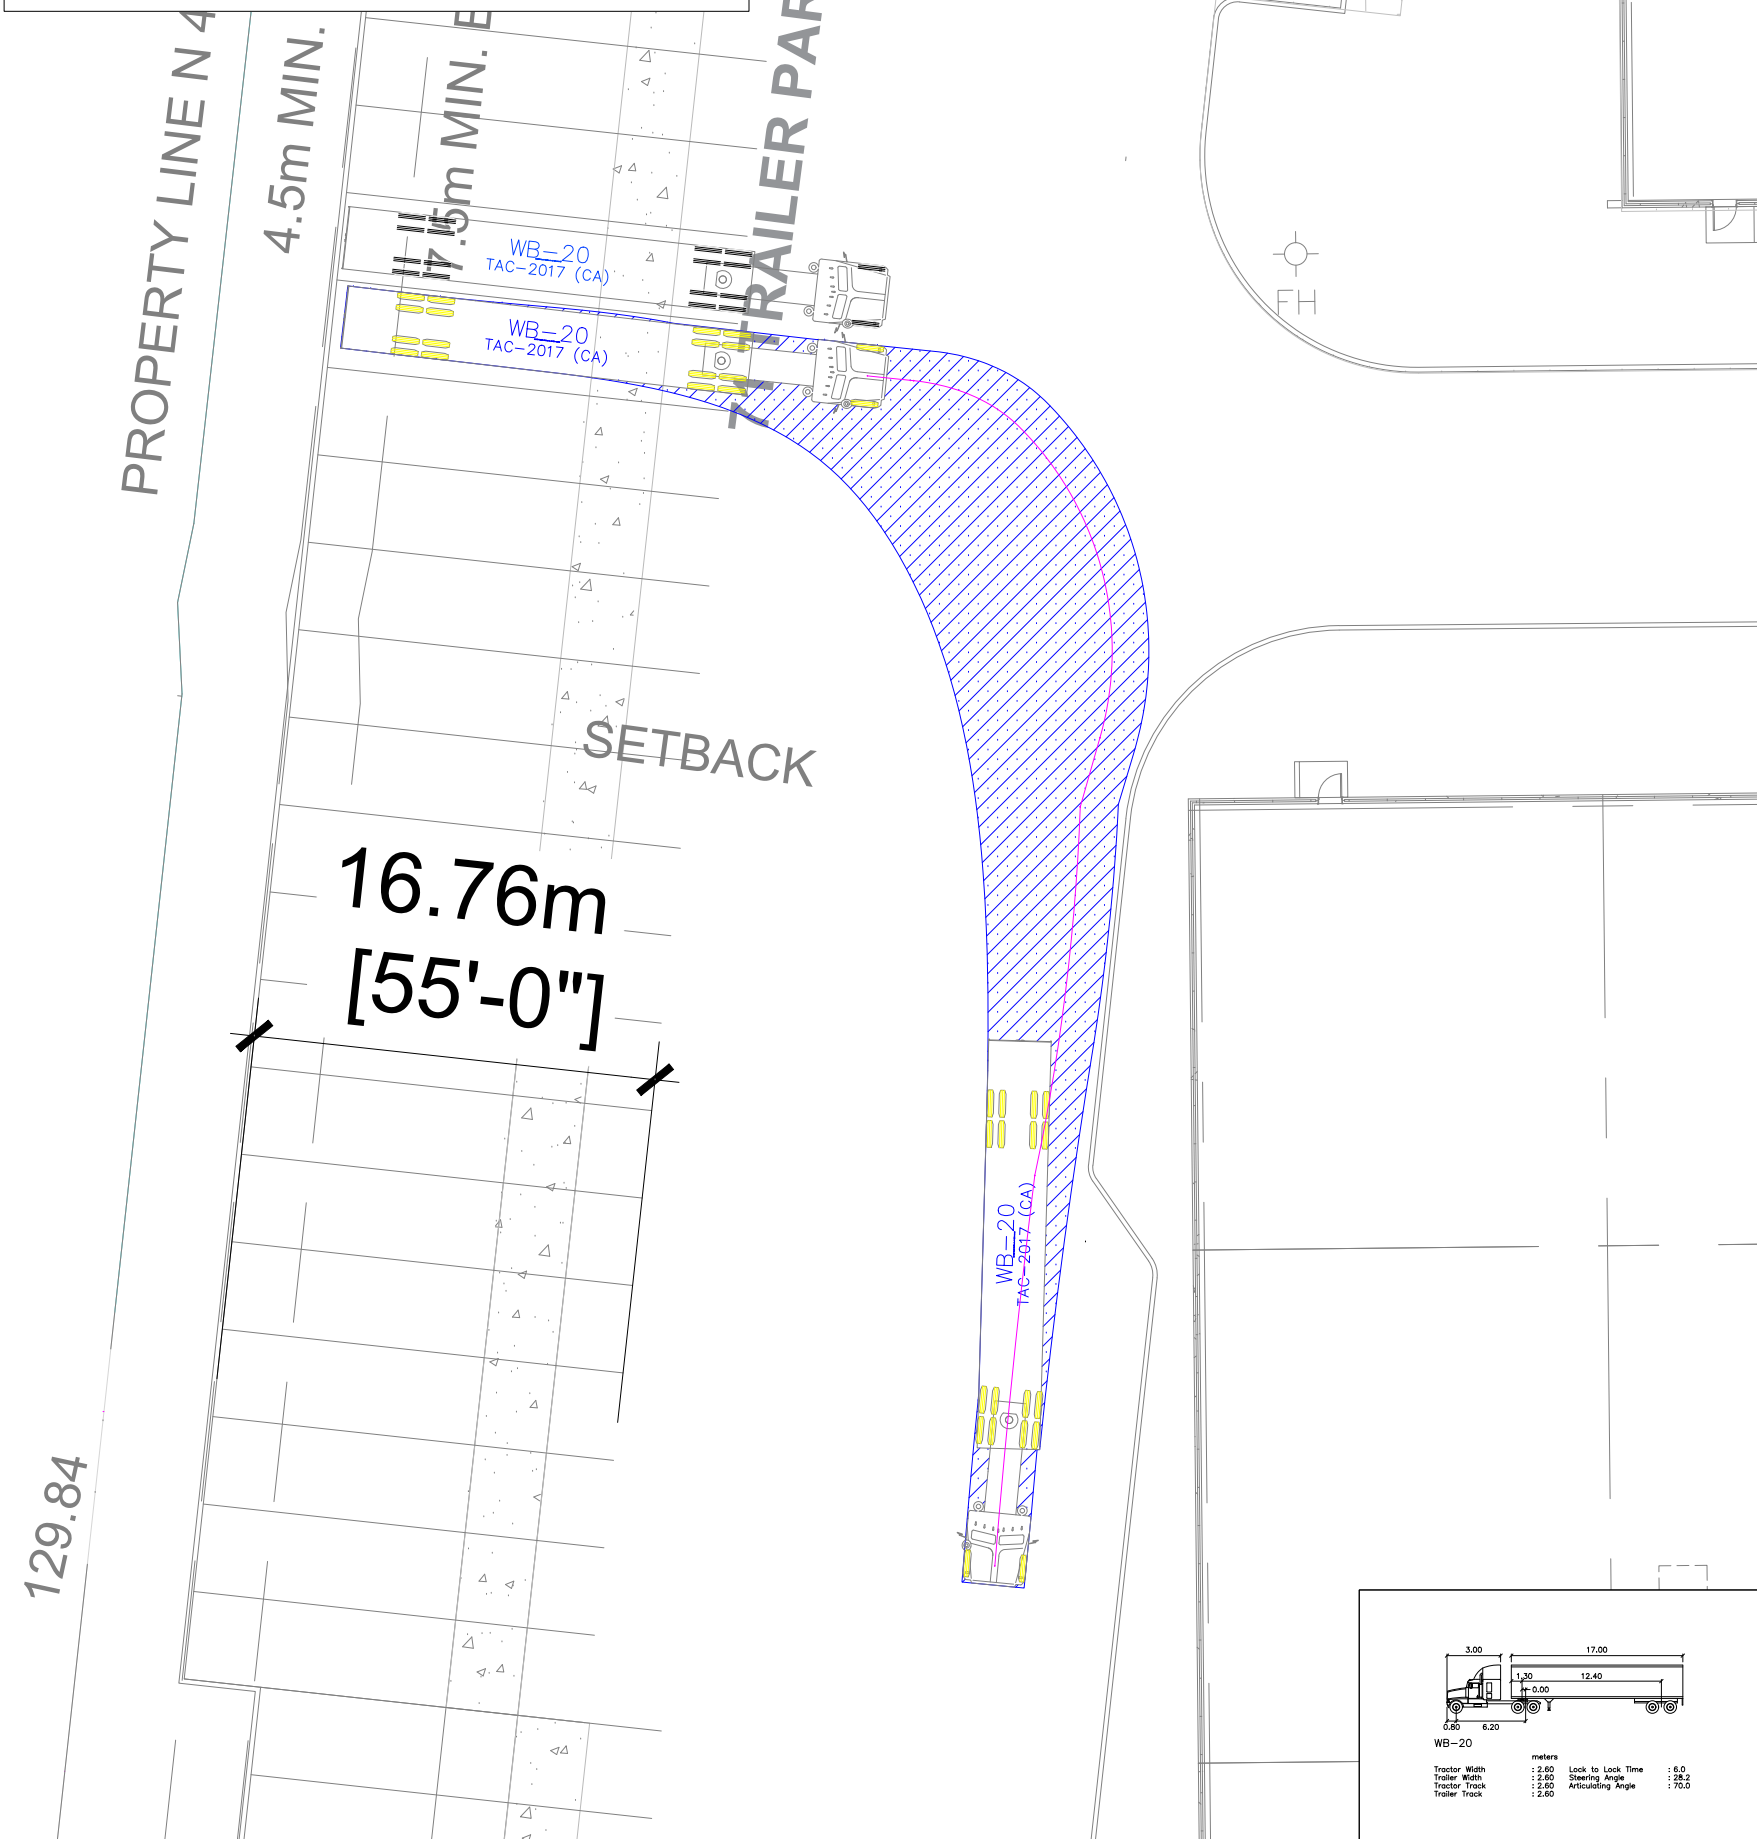 PROPERTY LINE N 4
4.5m MIN.
7.5m MIN.
TRAILER PAR
WB-20
TAC-2017 (CA)
WB-20
TAC-2017 (CA)
FH
SETBACK
16.76m
[55'-0"]
WB-20
TAC-2017 (CA)
129.84
3.00
17.00
1.30
12.40
0.00
0.80
6.20
WB-20
meters
Tractor Width : 2.60 Lock to Lock Time : 6.0
Trailer Width : 2.60 Steering Angle : 28.2
Tractor Track : 2.60 Articulating Angle : 70.0
Trailer Track : 2.60